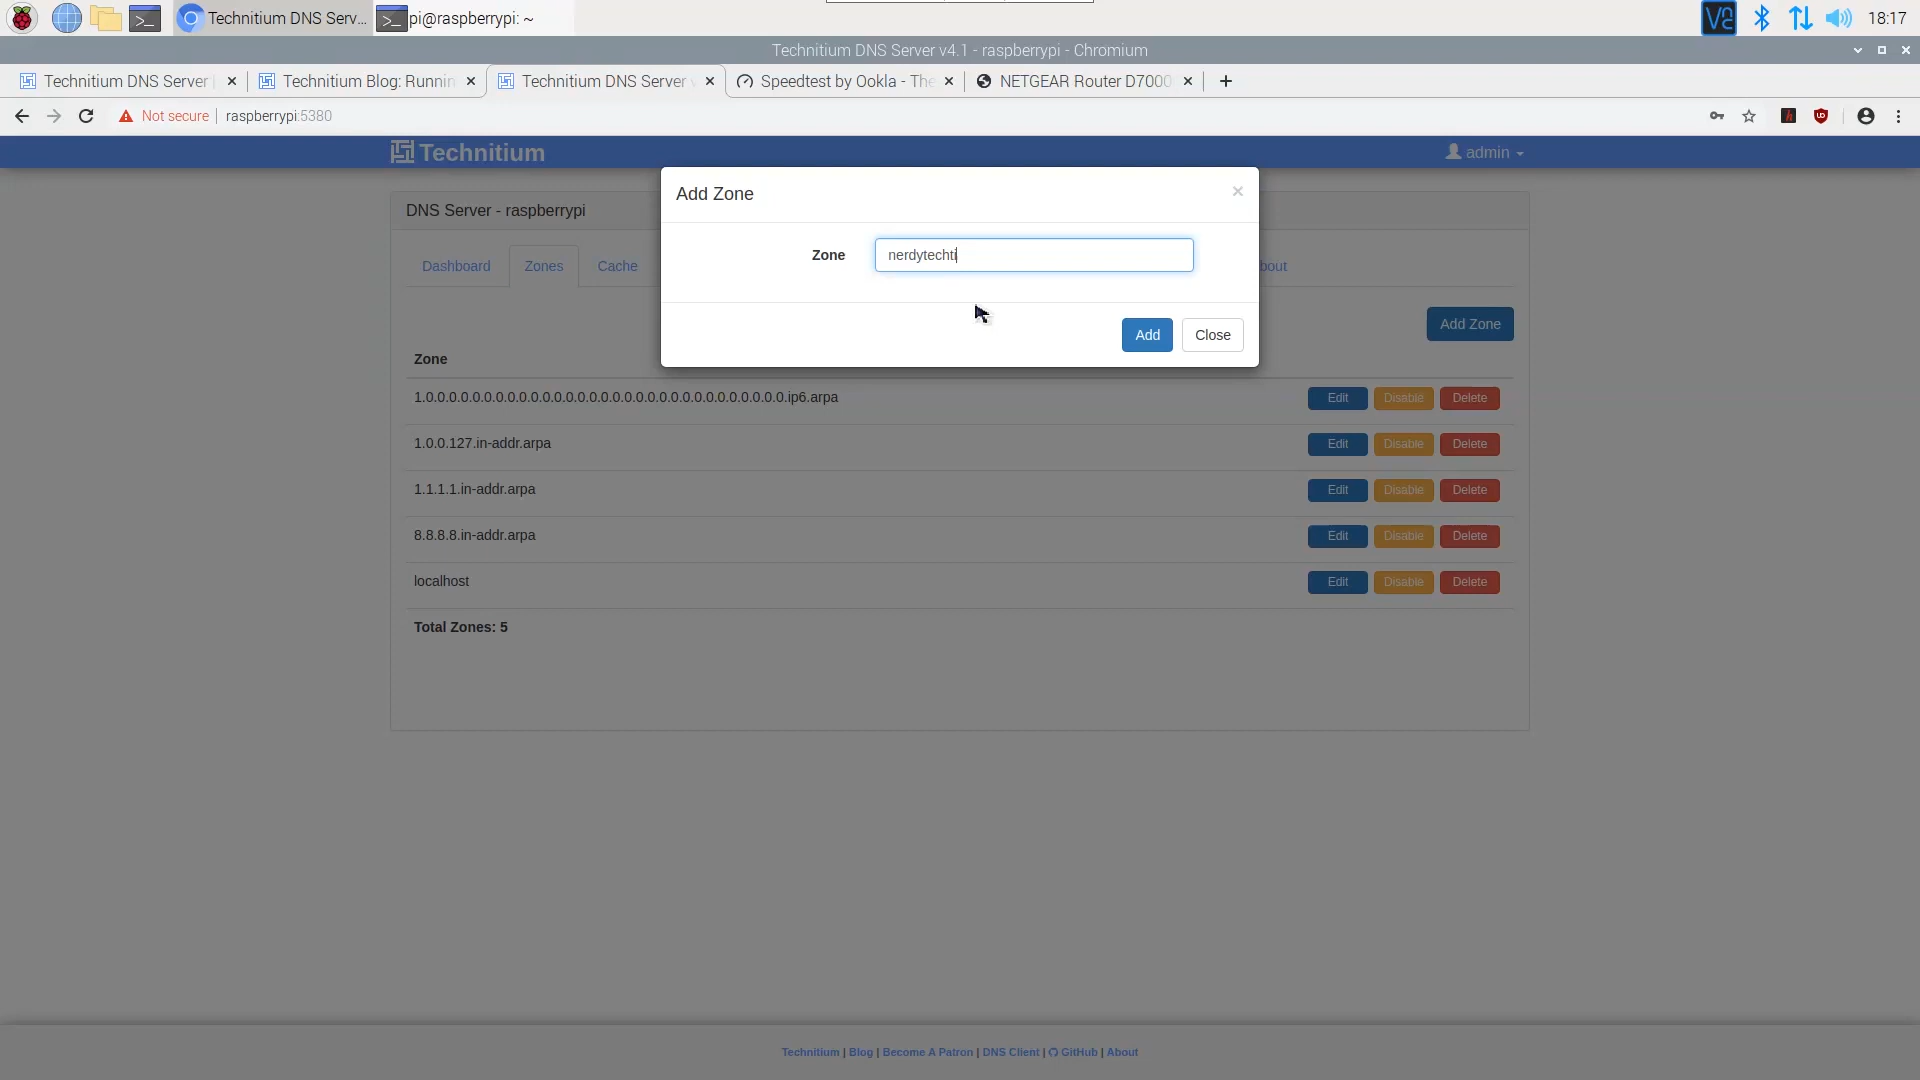 Technitium DNS Serv...
pi@raspberrypi: ~
18:17
Technitium DNS Server v4.1 - raspberrypi - Chromium
Technitium DNS Server
Technitium Blog: Runnin
Technitium DNS Server v
Speedtest by Ookla - The
NETGEAR Router D7000
Not secure
raspberrypi:5380
Technitium
admin
Add Zone
×
DNS Server - raspberrypi
Zone
nerdytechti
Dashboard
Zones
Cache
bout
Add
Close
Add Zone
Zone
1.0.0.0.0.0.0.0.0.0.0.0.0.0.0.0.0.0.0.0.0.0.0.0.0.0.0.0.0.0.0.0.ip6.arpa
Edit
Disable
Delete
1.0.0.127.in-addr.arpa
Edit
Disable
Delete
1.1.1.1.in-addr.arpa
Edit
Disable
Delete
8.8.8.8.in-addr.arpa
Edit
Disable
Delete
localhost
Edit
Disable
Delete
Total Zones: 5
Technitium | Blog | Become A Patron | DNS Client | GitHub | About